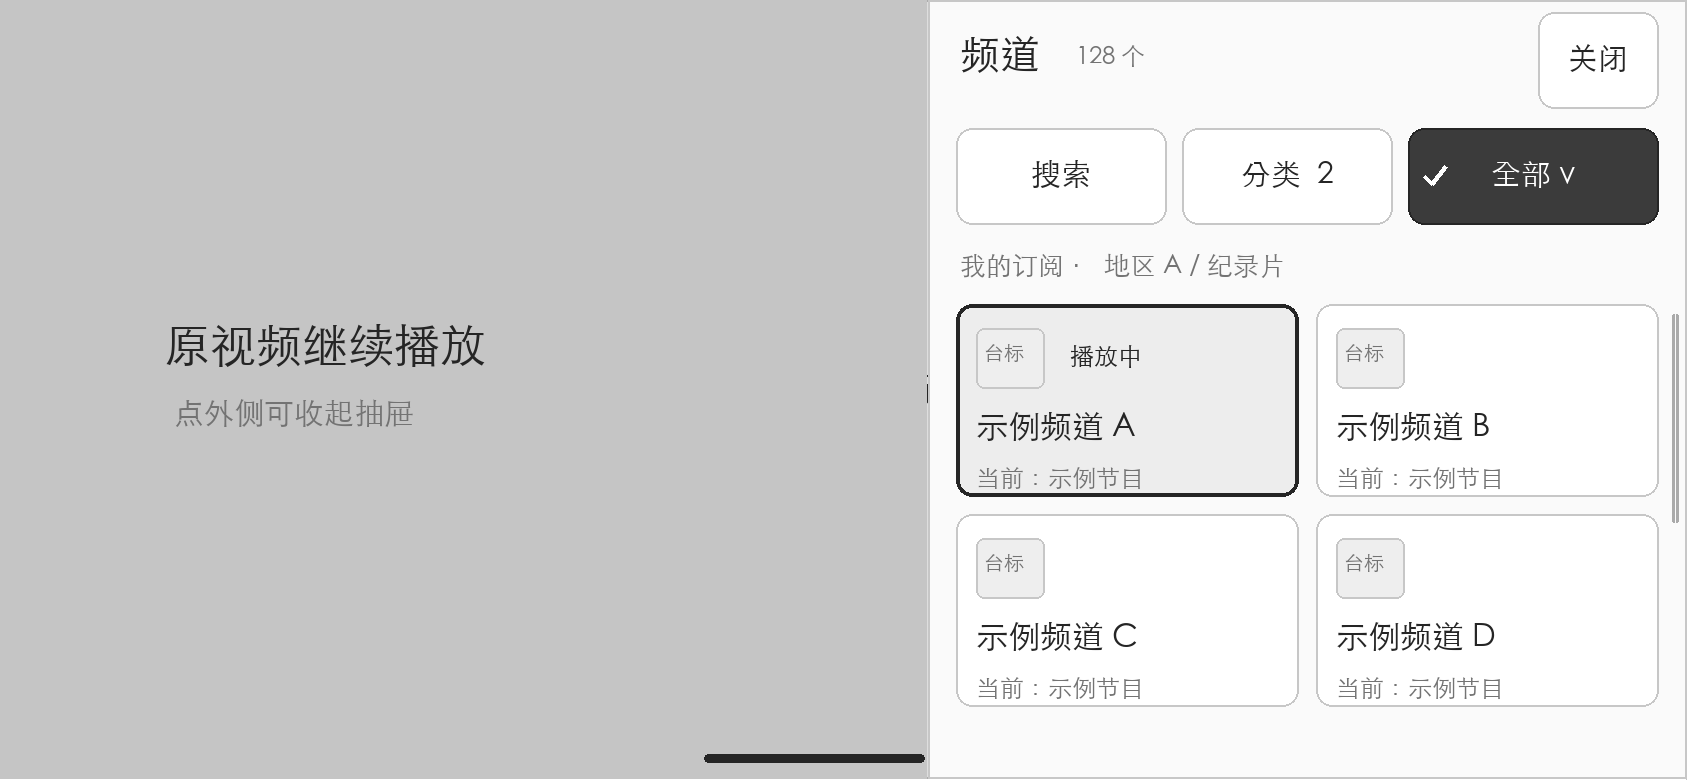 原视频继续播放
点外侧可收起抽屉
频道 128 个
关闭
搜索
分类 2
全部 ∨
我的订阅 · 地区 A / 纪录片
台标
播放中
示例频道 A
当前：示例节目
台标
示例频道 B
当前：示例节目
台标
示例频道 C
当前：示例节目
台标
示例频道 D
当前：示例节目